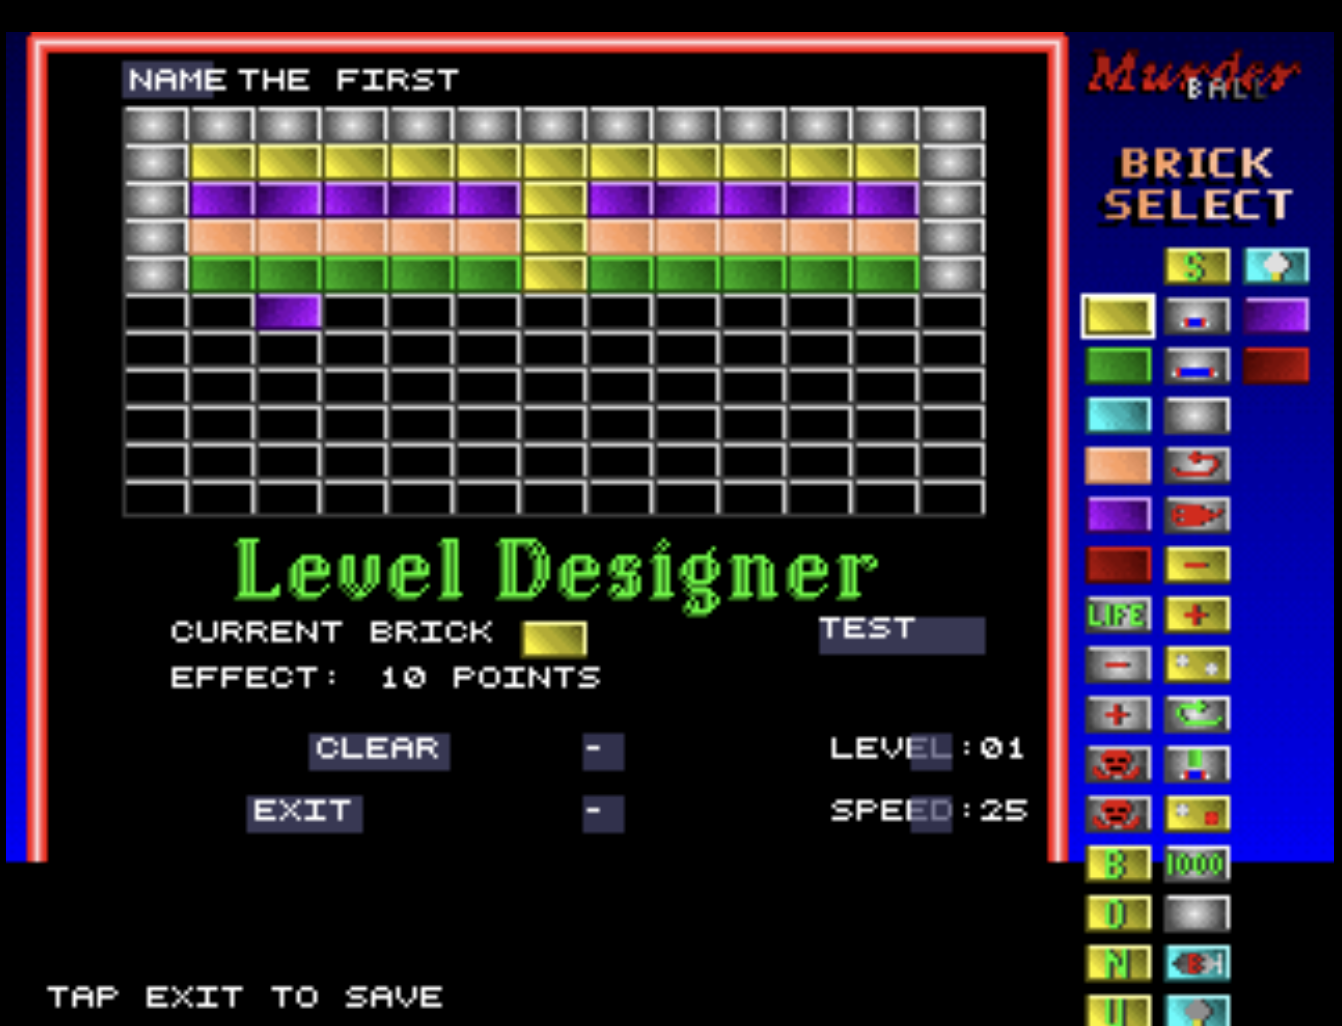 NAME THE FIRST
Murder
BALL
BRICK
SELECT
S
Level Designer
CURRENT BRICK
TEST
EFFECT: 10 POINTS
CLEAR - LEVEL:01
EXIT - SPEED:25
LIFE
-
+
-
+
B
1000
O
N
U
TAP EXIT TO SAVE